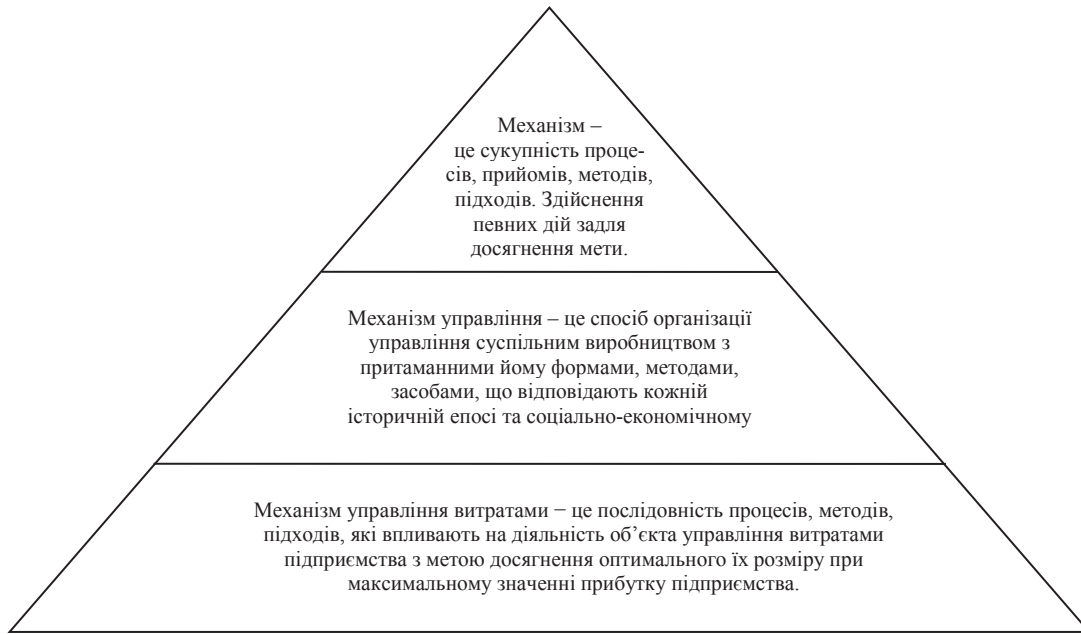 Механізм –
це сукупність проце-
сів, прийомів, методів,
підходів. Здійснення
певних дій задля
досягнення мети.
Механізм управління – це спосіб організації
управління суспільним виробництвом з
притаманними йому формами, методами,
засобами, що відповідають кожній
історичній епосі та соціально-економічному
Механізм управління витратами – це послідовність процесів, методів,
підходів, які впливають на діяльність об’єкта управління витратами
підприємства з метою досягнення оптимального їх розміру при
максимальному значенні прибутку підприємства.